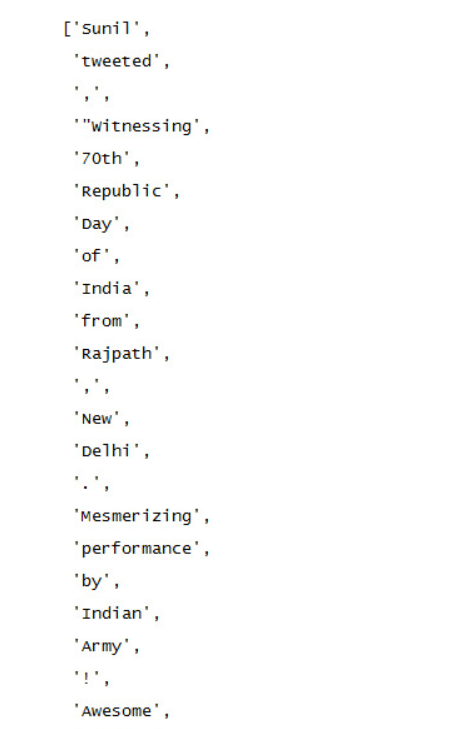 ['Sunil',
'tweeted',
',',
'"Witnessing',
'70th',
'Republic',
'Day',
'of',
'India',
'from',
'Rajpath',
',',
'New',
'Delhi',
'.',
'Mesmerizing',
'performance',
'by',
'Indian',
'Army',
'!',
'Awesome',